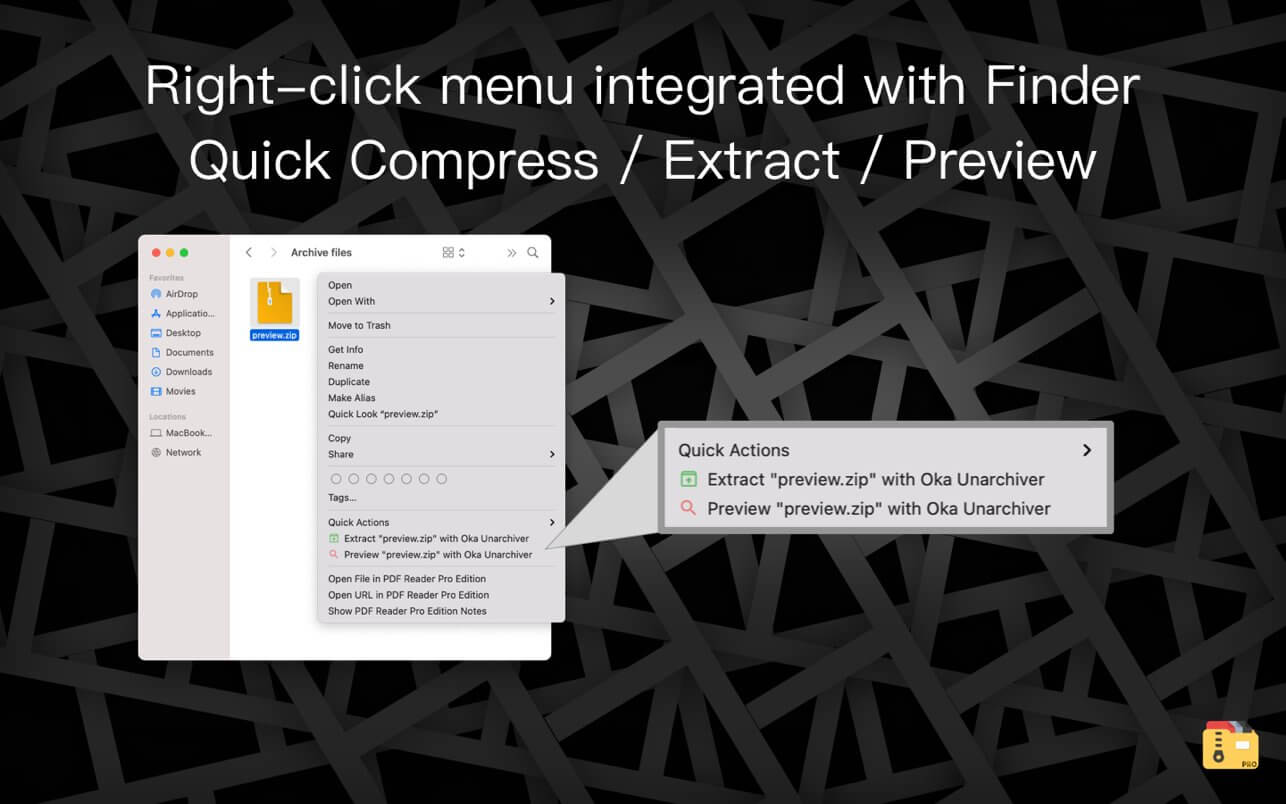 Right–click menu integrated with Finder
Quick Compress / Extract / Preview
Archive files
Favorites
AirDrop
Applicatio...
Desktop
Documents
Downloads
Movies
Locations
MacBook...
Network
preview.zip
Open
Open With
Move to Trash
Get Info
Rename
Duplicate
Make Alias
Quick Look “preview.zip”
Copy
Share
Tags...
Quick Actions
Extract "preview.zip" with Oka Unarchiver
Preview "preview.zip" with Oka Unarchiver
Open File in PDF Reader Pro Edition
Open URL in PDF Reader Pro Edition
Show PDF Reader Pro Edition Notes
Quick Actions
Extract "preview.zip" with Oka Unarchiver
Preview "preview.zip" with Oka Unarchiver
PRO